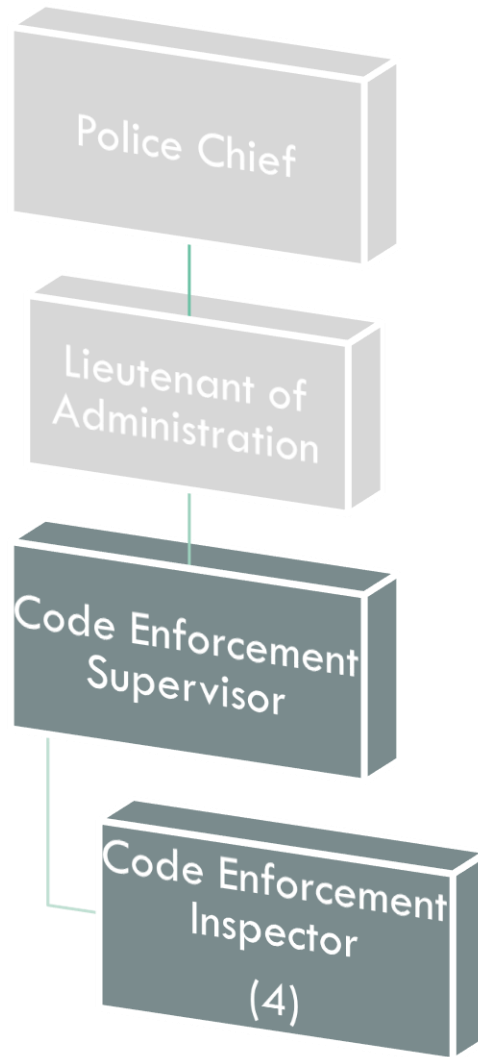 Police Chief
Lieutenant of
Administration
Code Enforcement
Supervisor
Code Enforcement
Inspector
(4)